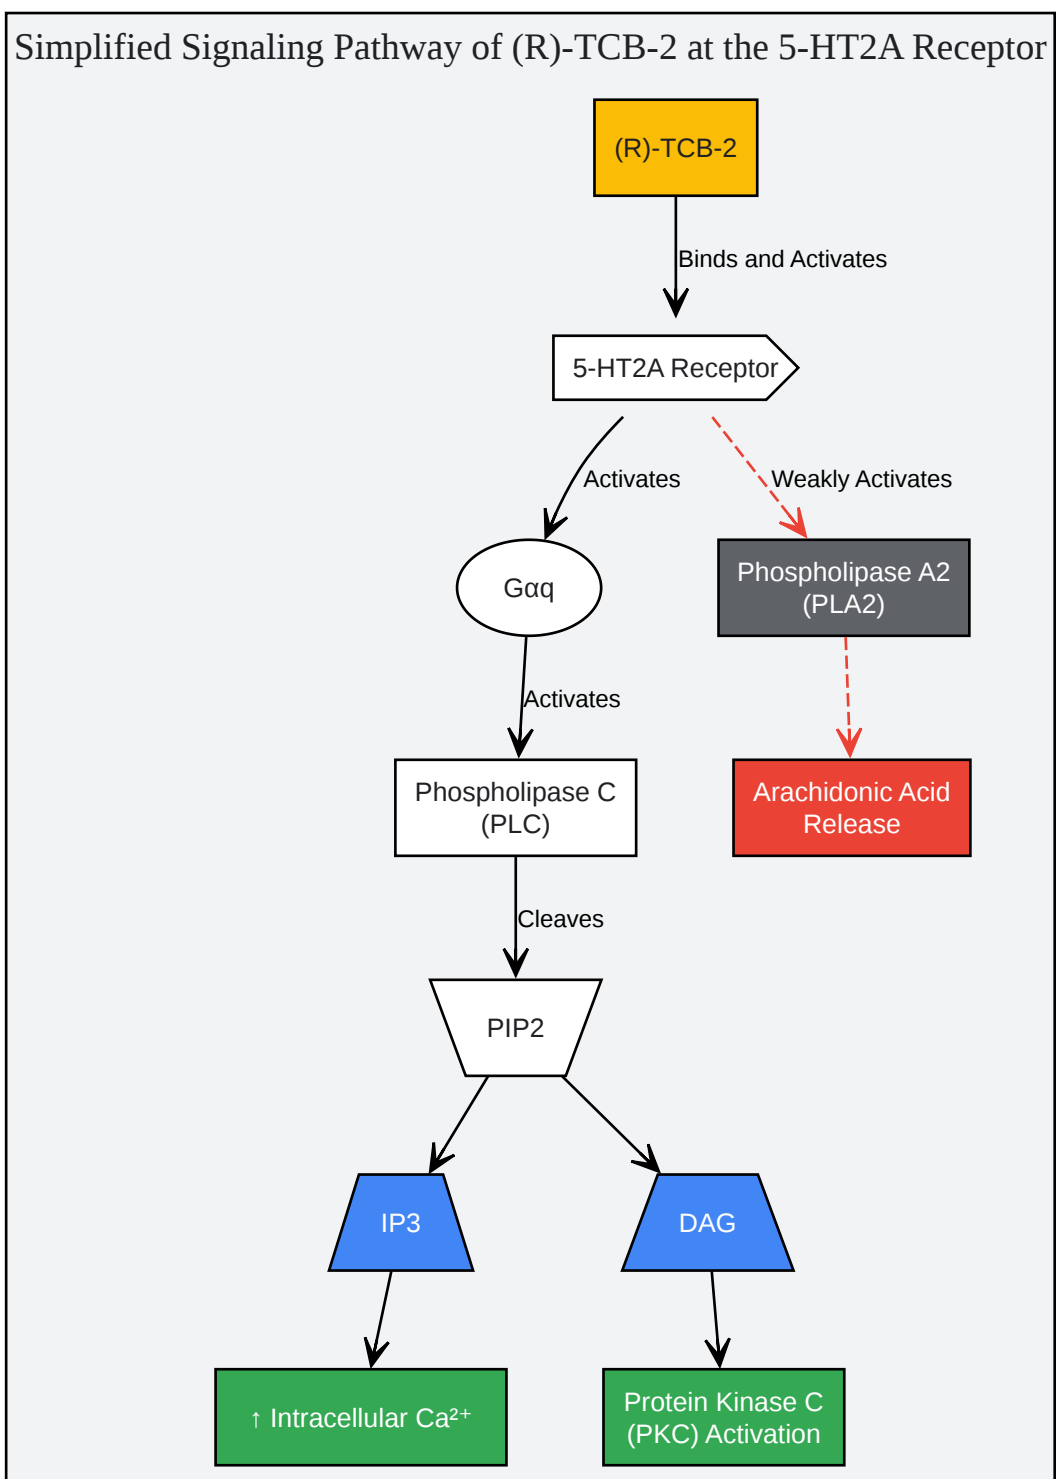 Simplified Signaling Pathway of (R)-TCB-2 at the 5-HT2A Receptor
(R)-TCB-2
Binds and Activates
5-HT2A Receptor
Activates
Weakly Activates
Gαq
Phospholipase A2
(PLA2)
Activates
Phospholipase C
(PLC)
Arachidonic Acid
Release
Cleaves
PIP2
IP3
DAG
↑ Intracellular Ca²⁺
Protein Kinase C
(PKC) Activation